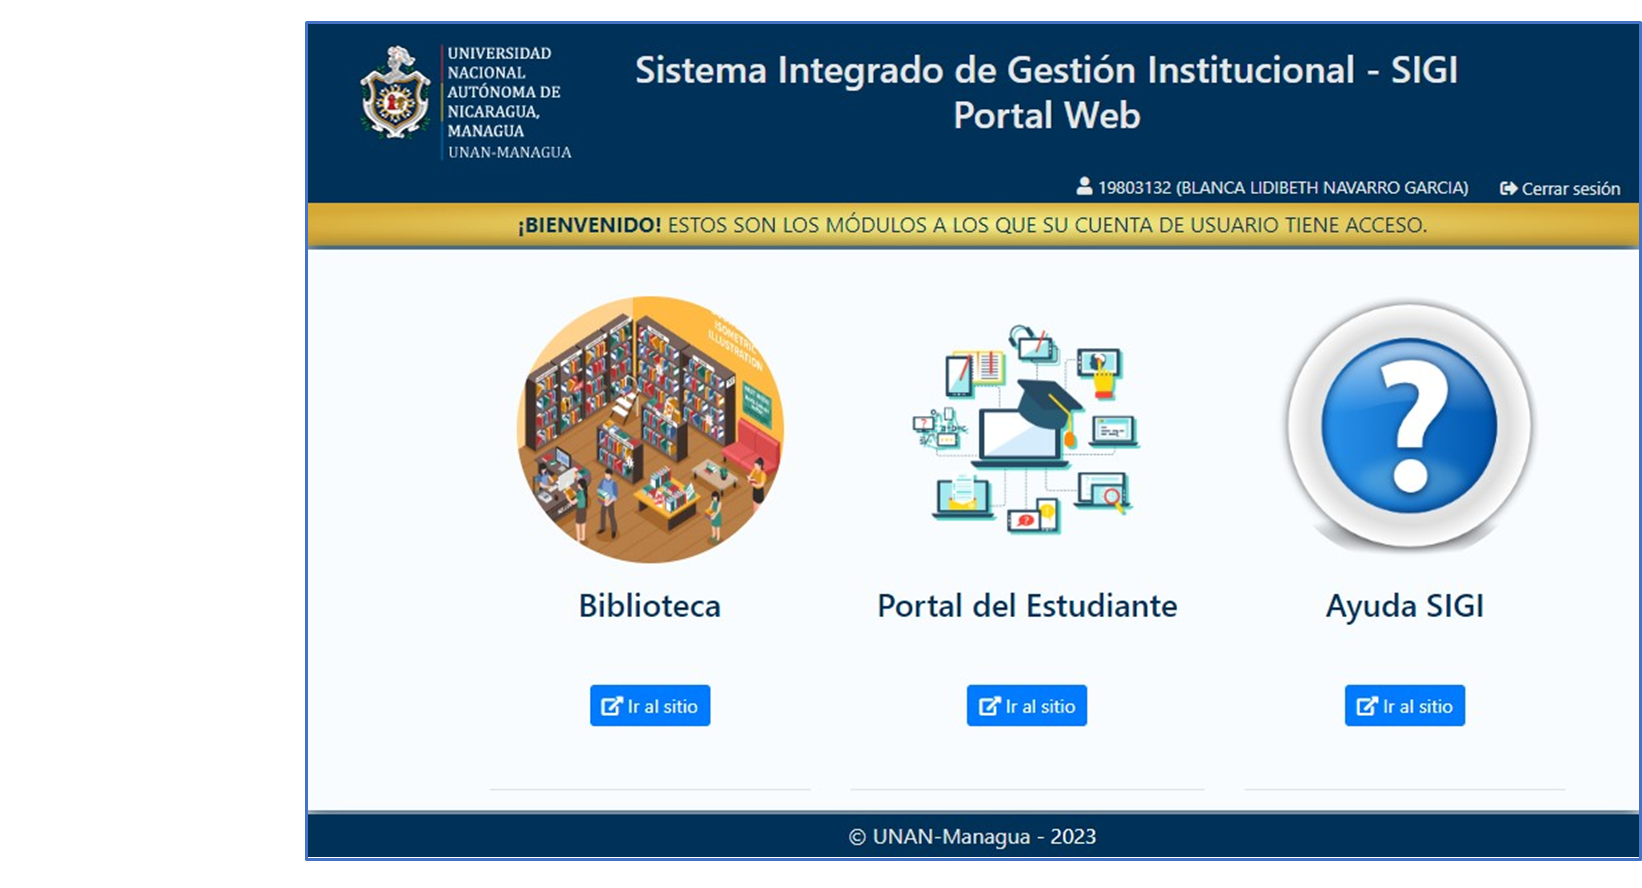 UNIVERSIDAD
NACIONAL
AUTÓNOMA DE
NICARAGUA,
MANAGUA
UNAN-MANAGUA
Sistema Integrado de Gestión Institucional - SIGI
Portal Web
19803132 (BLANCA LIDIBETH NAVARRO GARCIA) Cerrar sesión
¡BIENVENIDO! ESTOS SON LOS MÓDULOS A LOS QUE SU CUENTA DE USUARIO TIENE ACCESO.
ISOMETRIC
ILLUSTRATION
Biblioteca Portal del Estudiante Ayuda SIGI
Ir al sitio Ir al sitio Ir al sitio
© UNAN-Managua - 2023